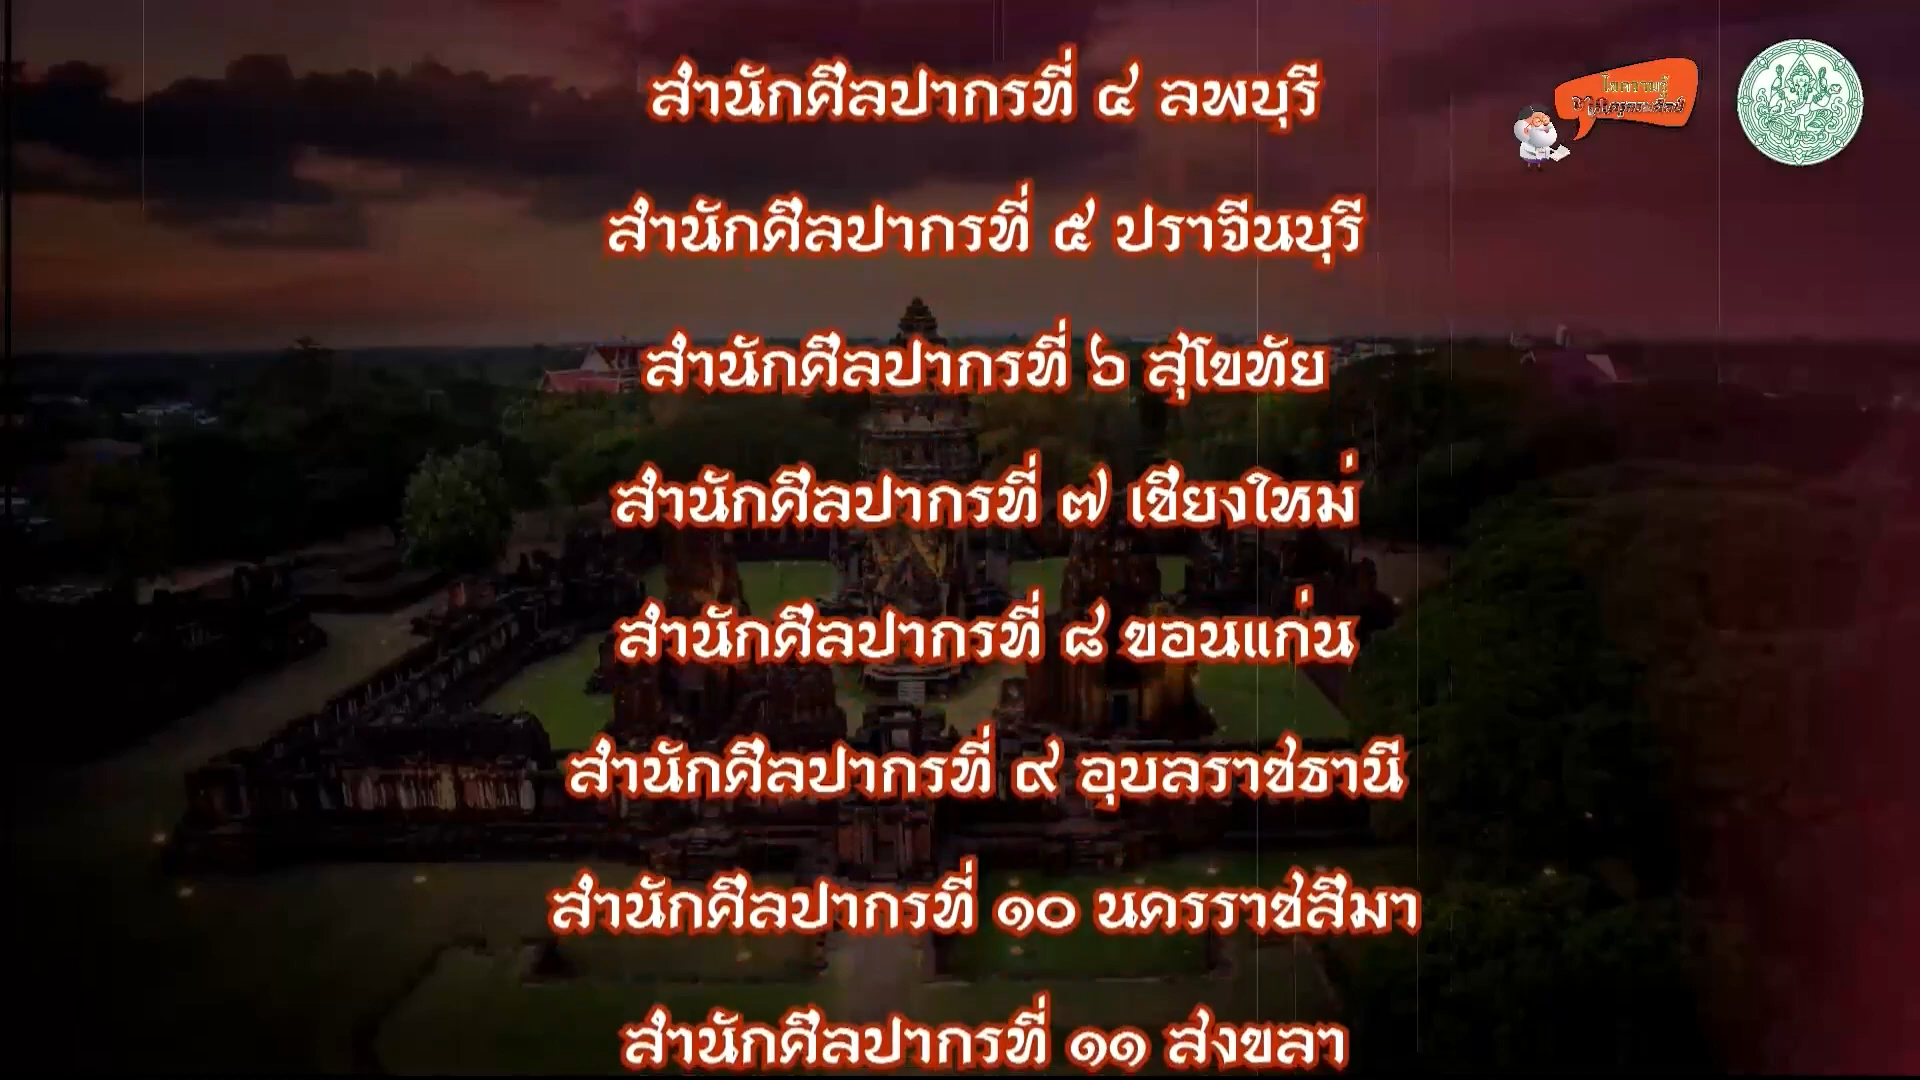 สำนักศิลปากรที่ ๔ ลพบุรี
สำนักศิลปากรที่ ๕ ปราจีนบุรี
สำนักศิลปากรที่ ๖ สุโขทัย
สำนักศิลปากรที่ ๗ เชียงใหม่
สำนักศิลปากรที่ ๘ ขอนแก่น
สำนักศิลปากรที่ ๙ อุบลราชธานี
สำนักศิลปากรที่ ๑๐ นครราชสีมา
สำนักศิลปากรที่ ๑๑ สงขลา